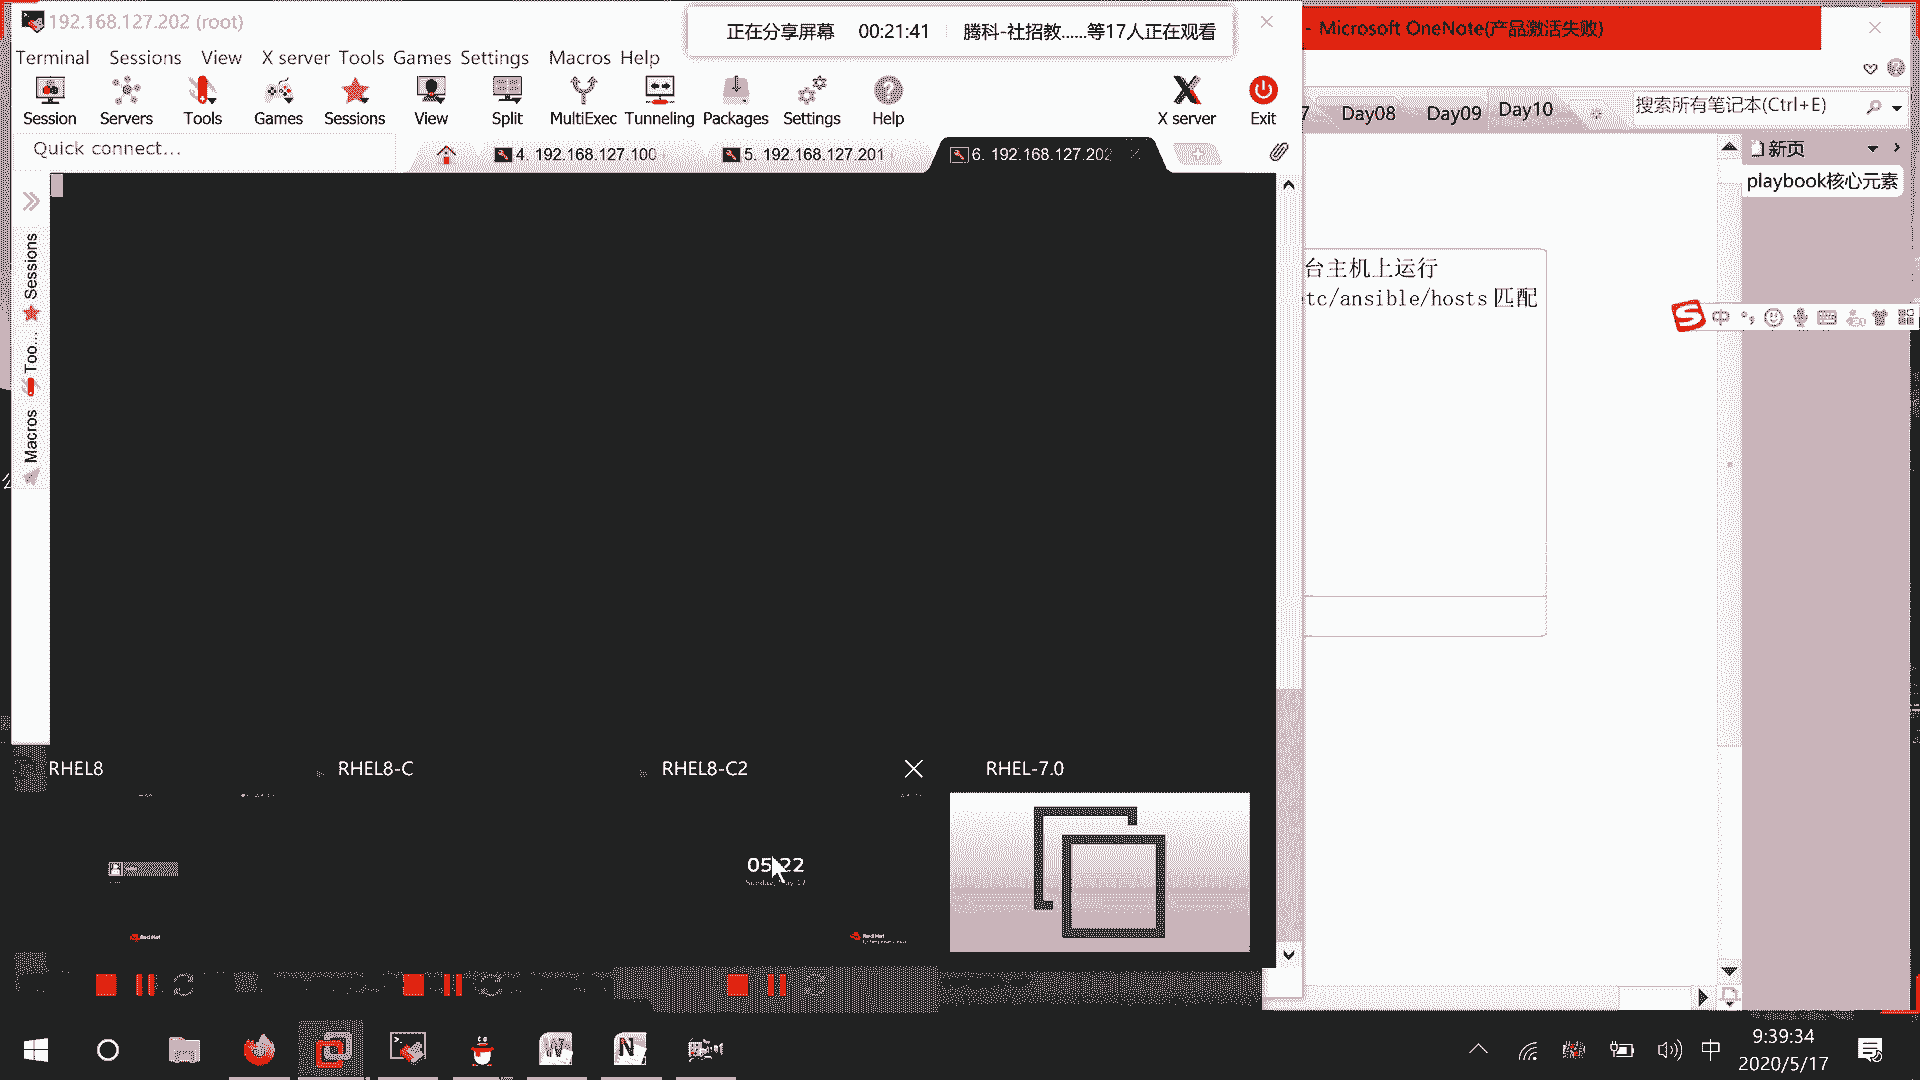 192.168.127.202 (root)
正在分享屏幕 00:21:41 腾科-社招教......等17人正在观看
- Microsoft OneNote(产品激活失败)
Terminal Sessions View X server Tools Games Settings Macros Help
Session Servers Tools Games Sessions View Split MultiExec Tunneling Packages Settings Help X server Exit
7 Day08 Day09 Day10 搜索所有笔记本(Ctrl+E)
Quick connect...
4. 192.168.127.100 5. 192.168.127.201 6. 192.168.127.202
新页
playbook核心元素
Sessions
Too...
Macros
台主机上运行
tc/ansible/hosts 匹配
中
RHEL8 RHEL8-C RHEL8-C2 RHEL-7.0
05:22
Red Hat
Red Hat
中
9:39:34
2020/5/17